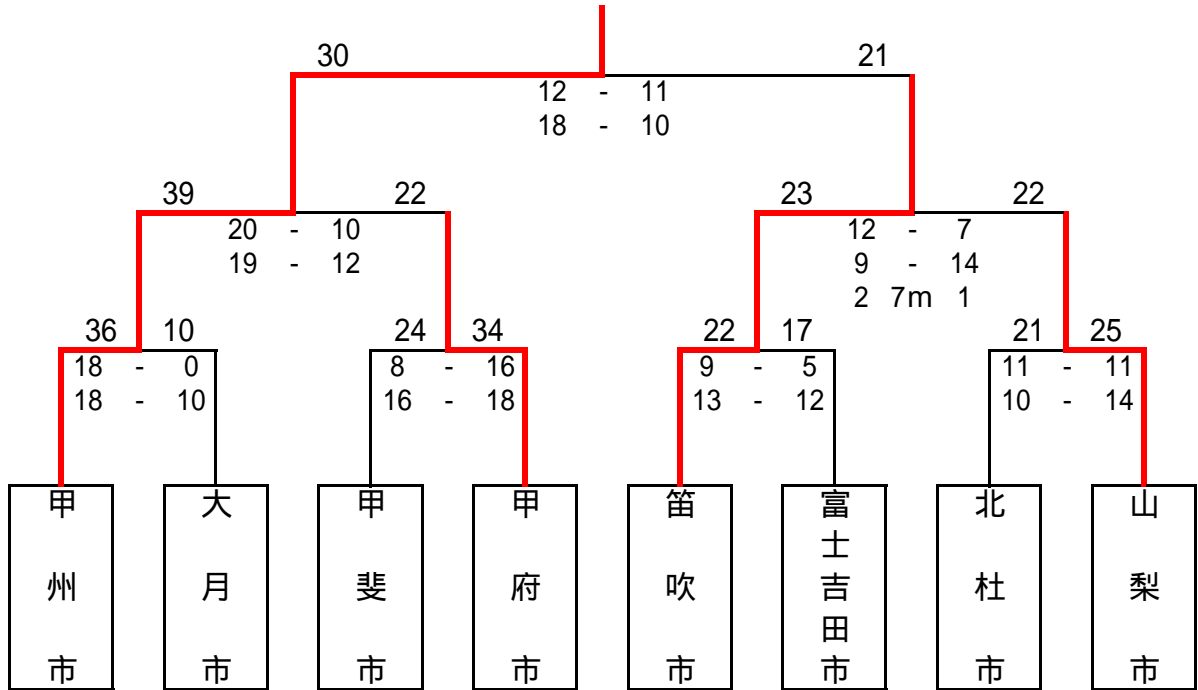 30 21
12 - 11
18 - 10
39 22 23 22
20 - 10 12 - 7
19 - 12 9 - 14
2 7m 1
36 10 24 34 22 17 21 25
18 - 0 8 - 16 9 - 5 11 - 11
18 - 10 16 - 18 13 - 12 10 - 14
甲州市
大月市
甲斐市
甲府市
笛吹市
富士吉田市
北杜市
山梨市